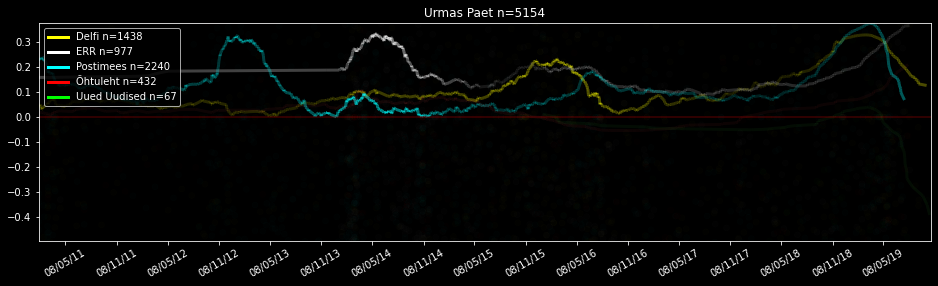 Urmas Paet n=5154
Delfi n=1438
ERR n=977
Postimees n=2240
Õhtuleht n=432
Uued Uudised n=67
0.3
0.2
0.1
0.0
−0.1
−0.2
−0.3
−0.4
08/05/11 08/11/11 08/05/12 08/11/12 08/05/13 08/11/13 08/05/14 08/11/14 08/05/15 08/11/15 08/05/16 08/11/16 08/05/17 08/11/17 08/05/18 08/11/18 08/05/19